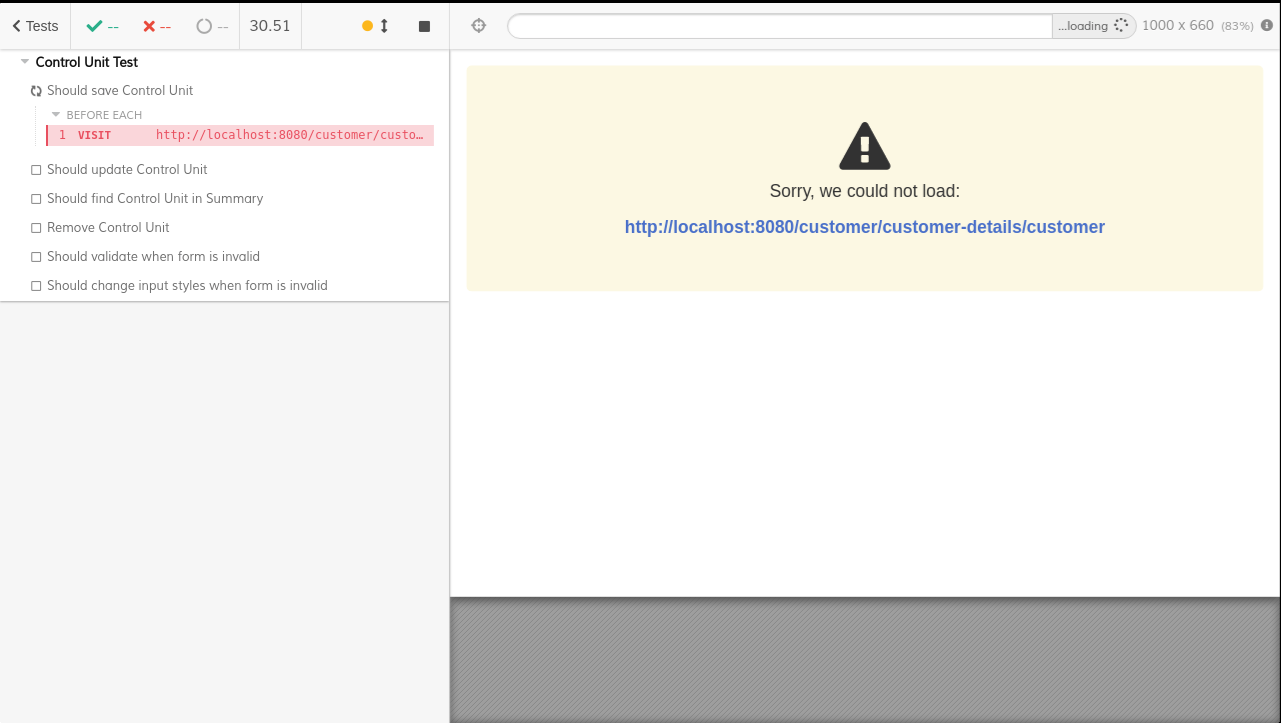 Tests -- -- -- 30.51 ...loading 1000 x 660 (83%)
Control Unit Test
Should save Control Unit
BEFORE EACH
1 VISIT http://localhost:8080/customer/custo…
Should update Control Unit
Should find Control Unit in Summary
Remove Control Unit
Should validate when form is invalid
Should change input styles when form is invalid
Sorry, we could not load:
http://localhost:8080/customer/customer-details/customer